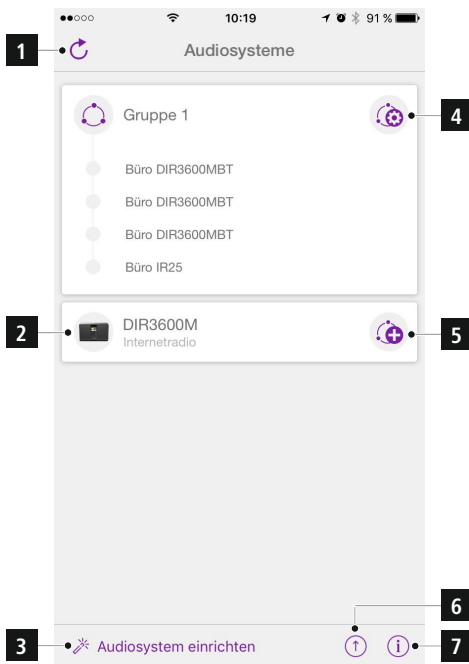 10:19
91 %
1
Audiosysteme
Gruppe 1
4
Büro DIR3600MBT
Büro DIR3600MBT
Büro DIR3600MBT
Büro IR25
2
DIR3600M
Internetradio
5
6
3
Audiosystem einrichten
i
7